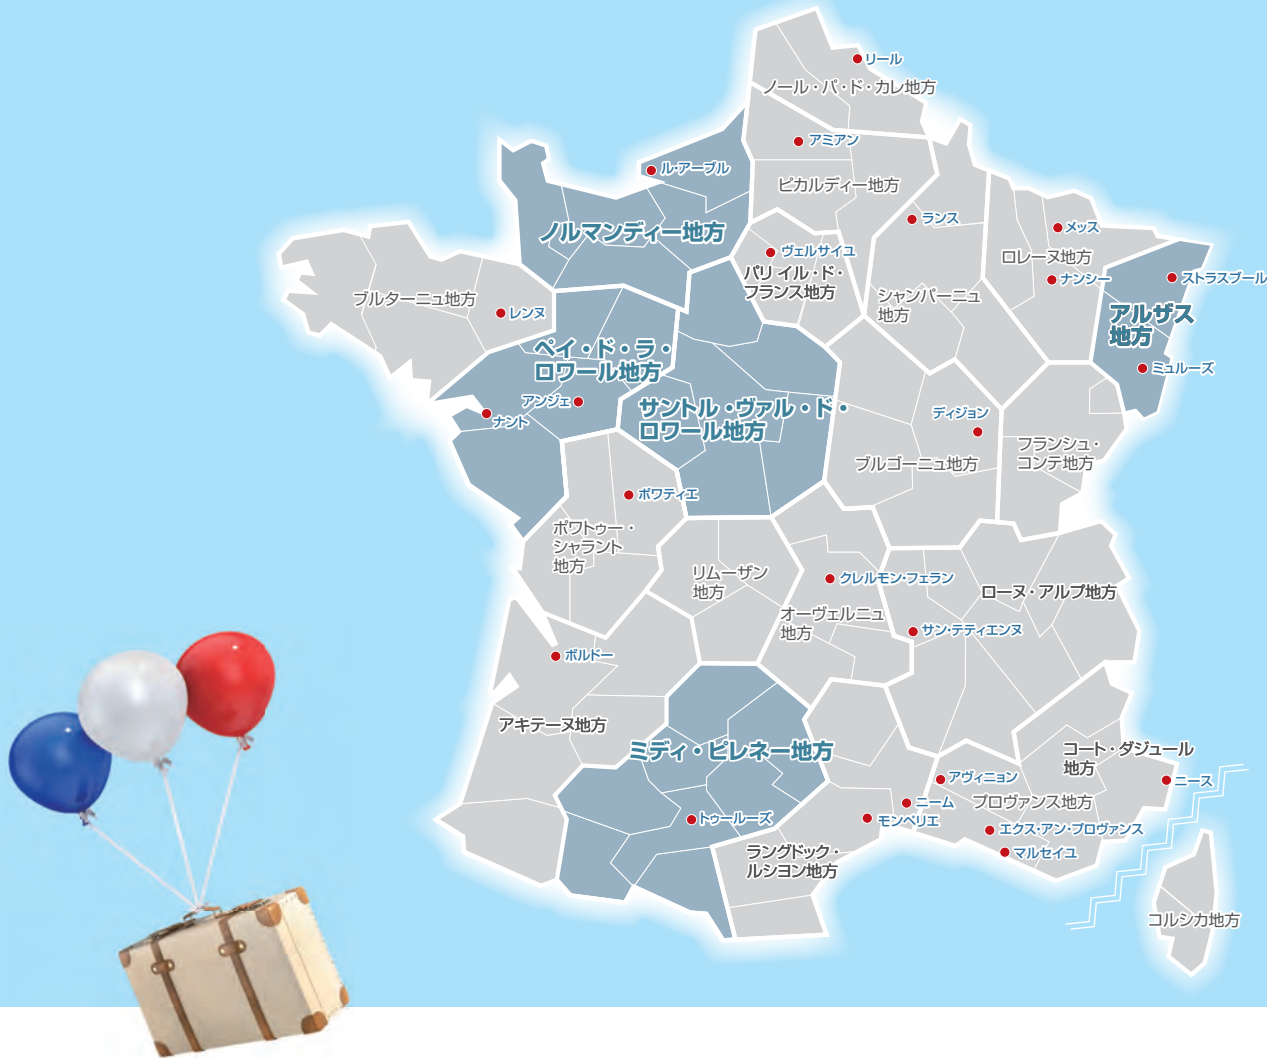 リール
ノール・パ・ド・カレ地方
アミアン
ピカルディー地方
ル・アーブル
ノルマンディー地方
ランス
メッス
ロレーヌ地方
ナンシー
ストラスブール
アルザス
地方
ミュルーズ
ヴェルサイユ
パリ イル・ド・
フランス地方
シャンパーニュ
地方
ブルターニュ地方
レンヌ
ペイ・ド・ラ・
ロワール地方
アンジェ
ナント
サントル・ヴァル・ド・
ロワール地方
ディジョン
ブルゴーニュ地方
フランシュ・
コンテ地方
ポワティエ
ポワトゥー・
シャラント
地方
リムーザン
地方
クレルモン・フェラン
オーヴェルニュ
地方
ローヌ・アルプ地方
サン・テティエンヌ
ボルドー
アキテーヌ地方
ミディ・ピレネー地方
トゥールーズ
コート・ダジュール
地方
ニース
アヴィニョン
プロヴァンス地方
ニーム
モンペリエ
エクス・アン・プロヴァンス
マルセイユ
ラングドック・
ルシヨン地方
コルシカ地方